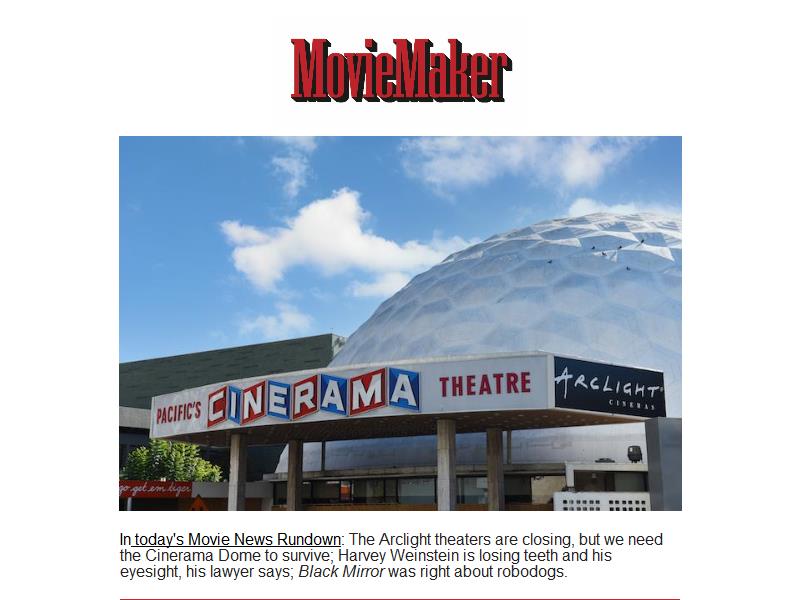 MovieMaker
PACIFIC'S CINERAMA THEATRE
ARCLIGHT
CINEMAS
go get em tiger
In today's Movie News Rundown: The Arclight theaters are closing, but we need
the Cinerama Dome to survive; Harvey Weinstein is losing teeth and his
eyesight, his lawyer says; Black Mirror was right about robodogs.